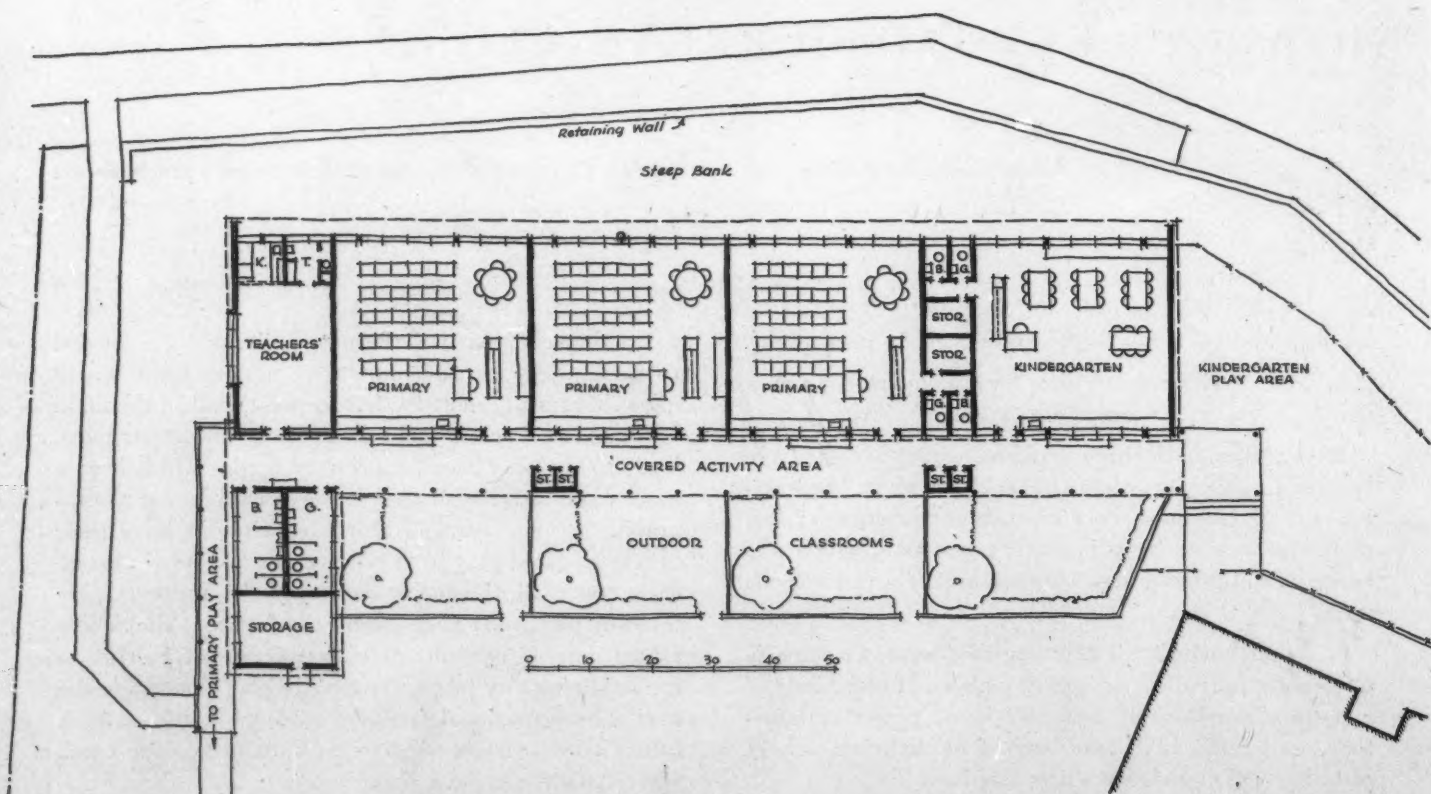 Retaining Wall
Steep Bank
K.
T.
B.
G.
STOR.
TEACHERS'
ROOM
STOR.
PRIMARY
PRIMARY
PRIMARY
KINDERGARTEN
KINDERGARTEN
PLAY AREA
G.
B.
COVERED ACTIVITY AREA
ST.
ST.
ST.
ST.
B.
G.
OUTDOOR
CLASSROOMS
STORAGE
TO PRIMARY PLAY AREA
0 10 20 30 40 50